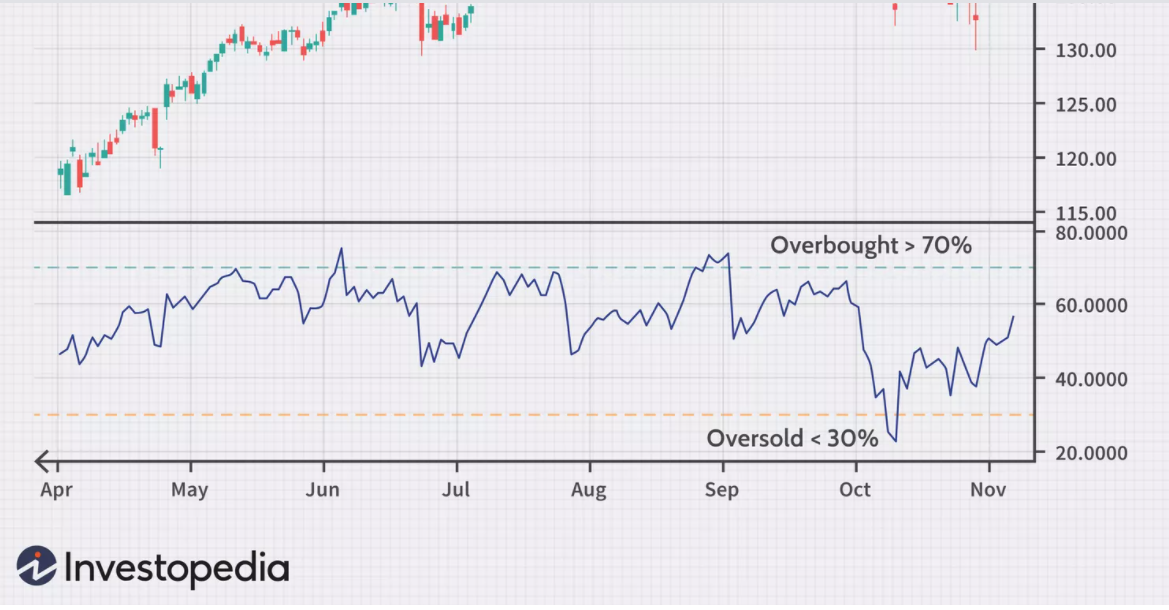 130.00
125.00
120.00
115.00
80.0000
Overbought > 70%
60.0000
40.0000
Oversold < 30%
20.0000
Apr May Jun Jul Aug Sep Oct Nov
Investopedia